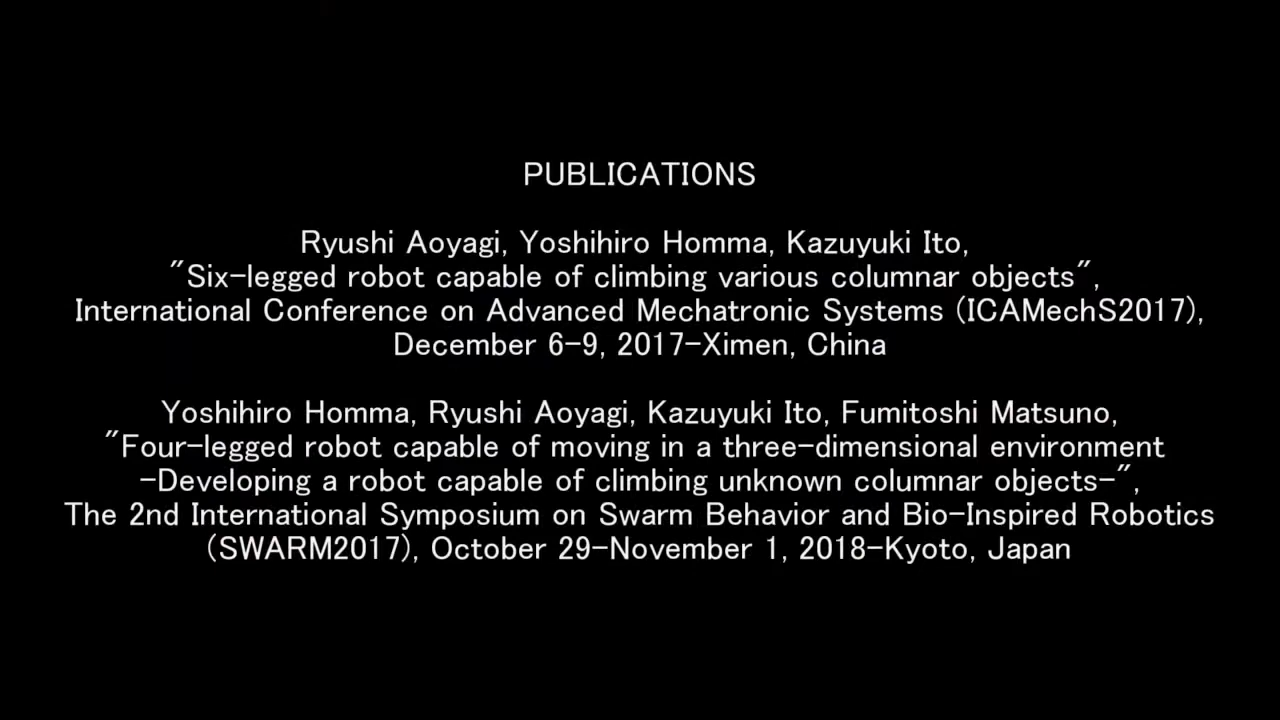 PUBLICATIONS
Ryushi Aoyagi, Yoshihiro Homma, Kazuyuki Ito,
"Six-legged robot capable of climbing various columnar objects",
International Conference on Advanced Mechatronic Systems (ICAMechS2017),
December 6-9, 2017-Ximen, China
Yoshihiro Homma, Ryushi Aoyagi, Kazuyuki Ito, Fumitoshi Matsuno,
"Four-legged robot capable of moving in a three-dimensional environment
-Developing a robot capable of climbing unknown columnar objects-",
The 2nd International Symposium on Swarm Behavior and Bio-Inspired Robotics
(SWARM2017), October 29-November 1, 2018-Kyoto, Japan